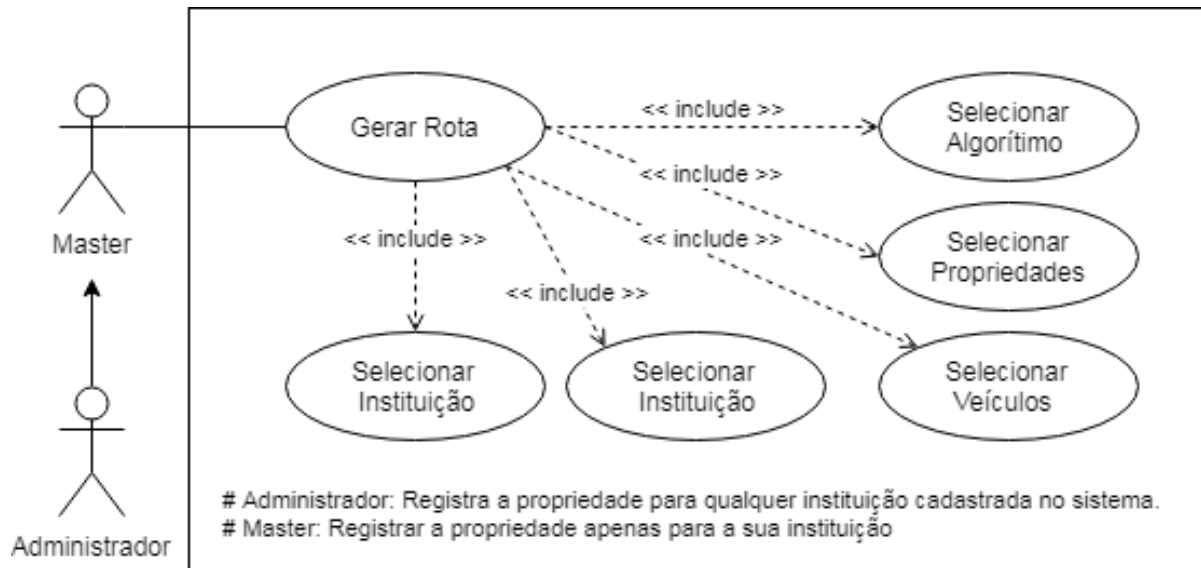 Gerar Rota
<< include >>
Selecionar
Algorítimo
<< include >>
Master
<< include >>
<< include >>
Selecionar
Propriedades
<< include >>
Selecionar
Instituição
Selecionar
Instituição
Selecionar
Veículos
Administrador
# Administrador: Registra a propriedade para qualquer instituição cadastrada no sistema.
# Master: Registrar a propriedade apenas para a sua instituição